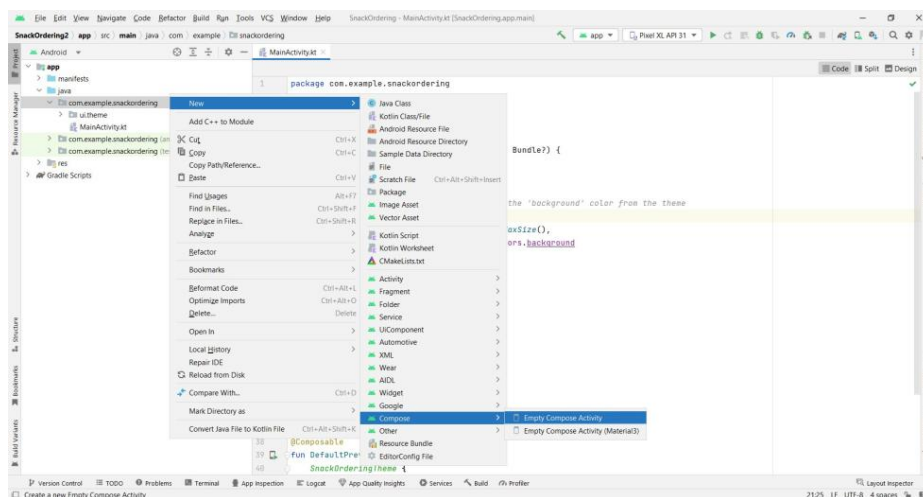 File Edit View Navigate Code Refactor Build Run Tools VCS Window Help SnackOrdering - MainActivity.kt [SnackOrdering.app.main]
SnackOrdering2 app src main java com example snackordering
app Pixel XL API 31
Android
MainActivity.kt
Code Split Design
Resource Manager
Structure
Bookmarks
Build Variants
app
manifests
java
com.example.snackordering
ui.theme
MainActivity.kt
com.example.snackordering
com.example.snackordering
res
Gradle Scripts
1 package com.example.snackordering
Bundle?) {
the 'background' color from the theme
axSize(),
ors.background
38 @Composable
39 fun DefaultPre
40 SnackOrderingTheme {
New
Add C++ to Module
Cut Ctrl+X
Copy Ctrl+C
Copy Path/Reference...
Paste Ctrl+V
Find Usages Alt+F7
Find in Files... Ctrl+Shift+F
Replace in Files... Ctrl+Shift+R
Analyze
Refactor
Bookmarks
Reformat Code Ctrl+Alt+L
Optimize Imports Ctrl+Alt+O
Delete... Delete
Open In
Local History
Repair IDE
Reload from Disk
Compare With... Ctrl+D
Mark Directory as
Convert Java File to Kotlin File Ctrl+Alt+Shift+K
Java Class
Kotlin Class/File
Android Resource File
Android Resource Directory
Sample Data Directory
File
Scratch File Ctrl+Alt+Shift+Insert
Package
Image Asset
Vector Asset
Kotlin Script
Kotlin Worksheet
CMakeLists.txt
Activity
Fragment
Folder
Service
UiComponent
Automotive
XML
Wear
AIDL
Widget
Google
Compose
Other
Resource Bundle
EditorConfig File
Empty Compose Activity
Empty Compose Activity (Material3)
Version Control TODO Problems Terminal App Inspection Logcat App Quality Insights Services Build Profiler Layout Inspector
Create a new Empty Compose Activity 21:25 LF UTF-8 4 spaces